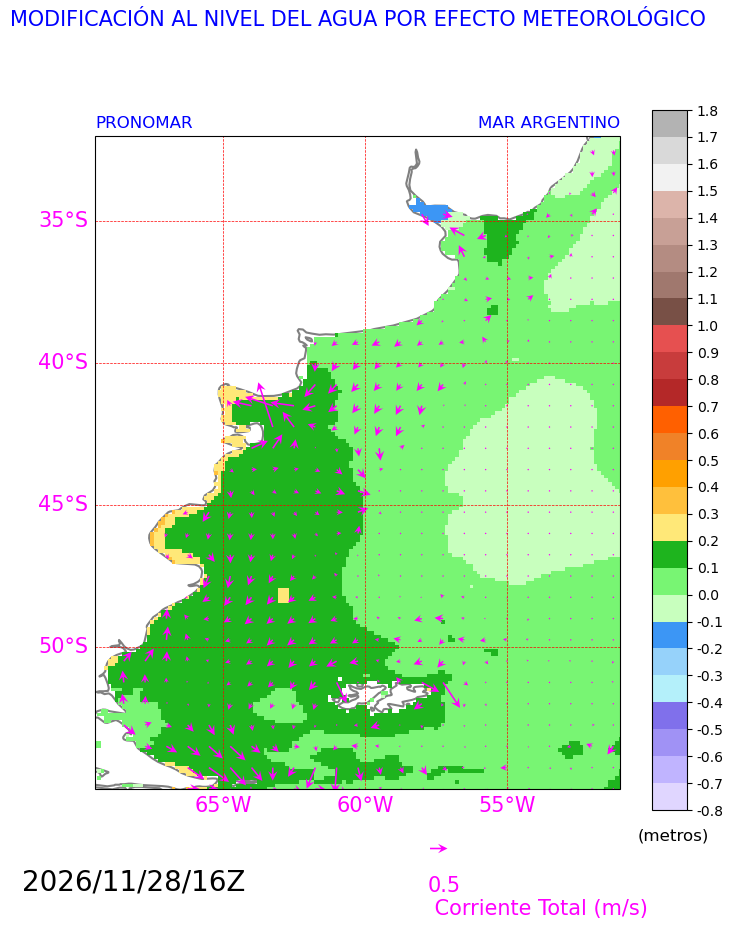 MODIFICACIÓN AL NIVEL DEL AGUA POR EFECTO METEOROLÓGICO
PRONOMAR MAR ARGENTINO
35°S
40°S
45°S
50°S
65°W 60°W 55°W
1.8
1.7
1.6
1.5
1.4
1.3
1.2
1.1
1.0
0.9
0.8
0.7
0.6
0.5
0.4
0.3
0.2
0.1
0.0
-0.1
-0.2
-0.3
-0.4
-0.5
-0.6
-0.7
-0.8
(metros)
2026/11/28/16Z
0.5
Corriente Total (m/s)